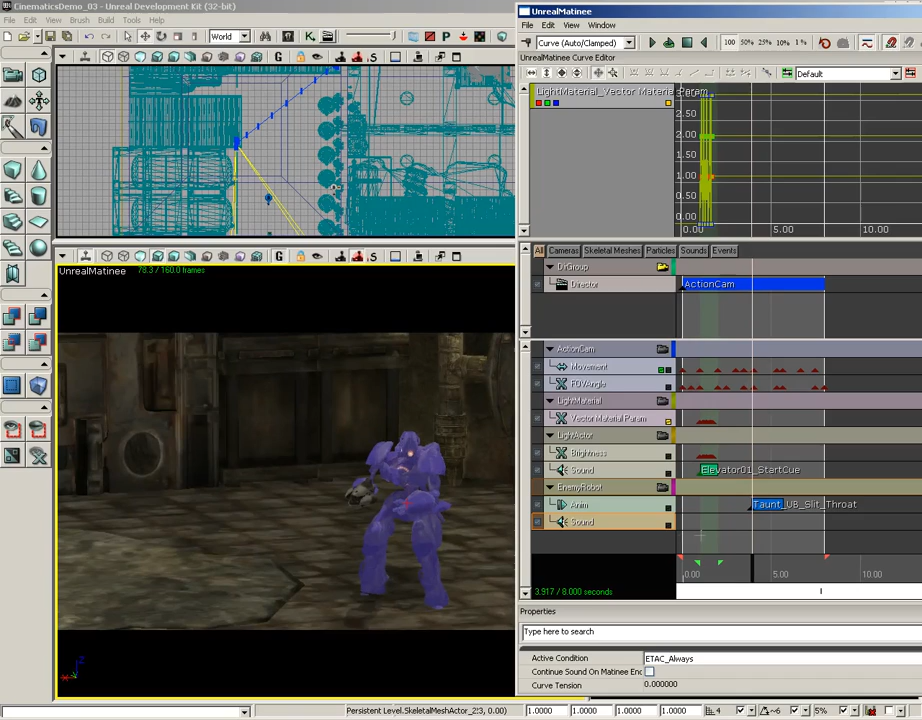 CinematicsDemo_03 - Unreal Development Kit (32-bit)
File Edit View Brushes Build Tools Help
World
UnrealMatinee
File Edit View Window
Curve (Auto/Clamped)
100 50% 25% 10% 1%
UnrealMatinee Curve Editor
Default
LightMaterial_Vector Material Param
2.50
2.00
1.50
1.00
0.50
0.00
0.00 5.00 10.00
All Cameras Skeletal Meshes Particles Sounds Events
DirGroup
Director ActionCam
ActionCam
Movement
FOVAngle
LightMaterial
Vector Material Param
LightActor
Brightness
Sound Elevator01_StartCue
EnemyRobot
Anim Taunt_UB_Slit_Throat
Sound
0.00 5.00 10.00
3.917 / 8.000 seconds
Properties
Type here to search
Active Condition ETAC_Always
Continue Sound On Matinee End
Curve Tension 0.000000
UnrealMatinee 78.3 / 160.0 frames
G S
G S
Z
X
Persistent Level.SkeletalMeshActor_2:3, 0.00) 1.0000 1.0000 1.0000 1.0000 4 6 5%